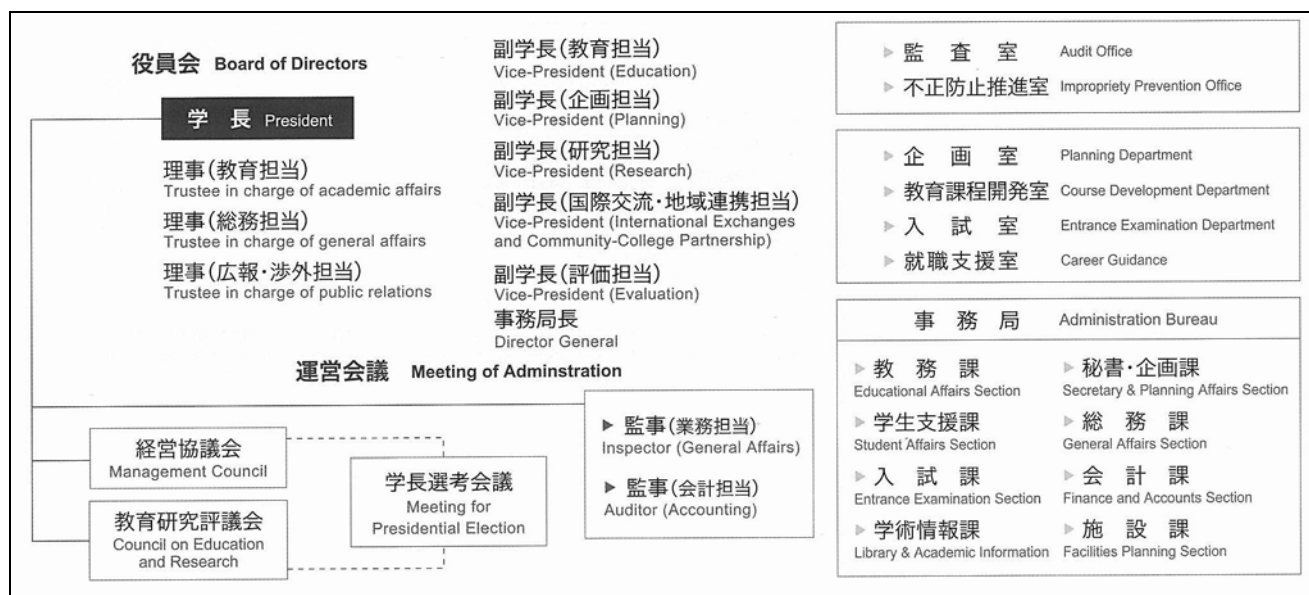 役員会 Board of Directors
学 長 President
理事(教育担当)
Trustee in charge of academic affairs
理事(総務担当)
Trustee in charge of general affairs
理事(広報・渉外担当)
Trustee in charge of public relations
副学長(教育担当)
Vice-President (Education)
副学長(企画担当)
Vice-President (Planning)
副学長(研究担当)
Vice-President (Research)
副学長(国際交流・地域連携担当)
Vice-President (International Exchanges
and Community-College Partnership)
副学長(評価担当)
Vice-President (Evaluation)
事務局長
Director General
運営会議 Meeting of Adminstration
経営協議会
Management Council
教育研究評議会
Council on Education
and Research
学長選考会議
Meeting for
Presidential Election
監事(業務担当)
Inspector (General Affairs)
監事(会計担当)
Auditor (Accounting)
監 査 室 Audit Office
不正防止推進室 Impropriety Prevention Office
企 画 室 Planning Department
教育課程開発室 Course Development Department
入 試 室 Entrance Examination Department
就職支援室 Career Guidance
事 務 局 Administration Bureau
教 務 課
Educational Affairs Section
学生支援課
Student Affairs Section
入 試 課
Entrance Examination Section
学術情報課
Library & Academic Information
秘書・企画課
Secretary & Planning Affairs Section
総 務 課
General Affairs Section
会 計 課
Finance and Accounts Section
施 設 課
Facilities Planning Section